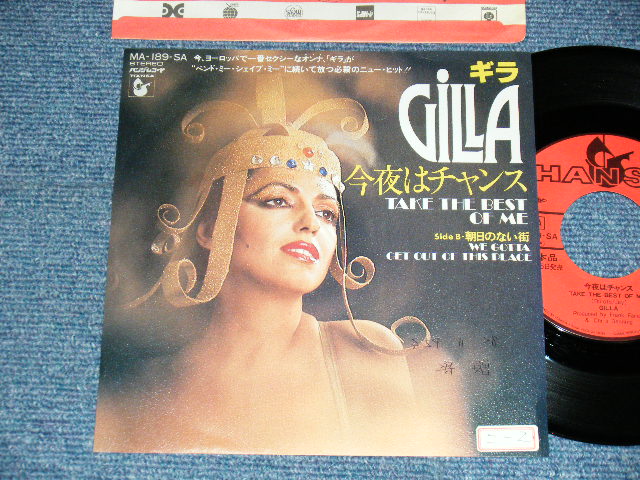 MA-189-SA
STEREO
今、ヨーロッパで一番セクシーなオンナ、「ギラ」が
“ベンド・ミー・シェイプ・ミー”に続いて放つ必殺のニュー・ヒット!!
ハンザ・レコード
HANSA
ギラ
GILLA
今夜はチャンス
TAKE THE BEST
OF ME
Side B・朝日のない街
WE GOTTA
GET OUT OF THIS PLACE
HANS
今夜はチャンス
TAKE THE BEST OF M
GILLA
Produced by Frank Faria